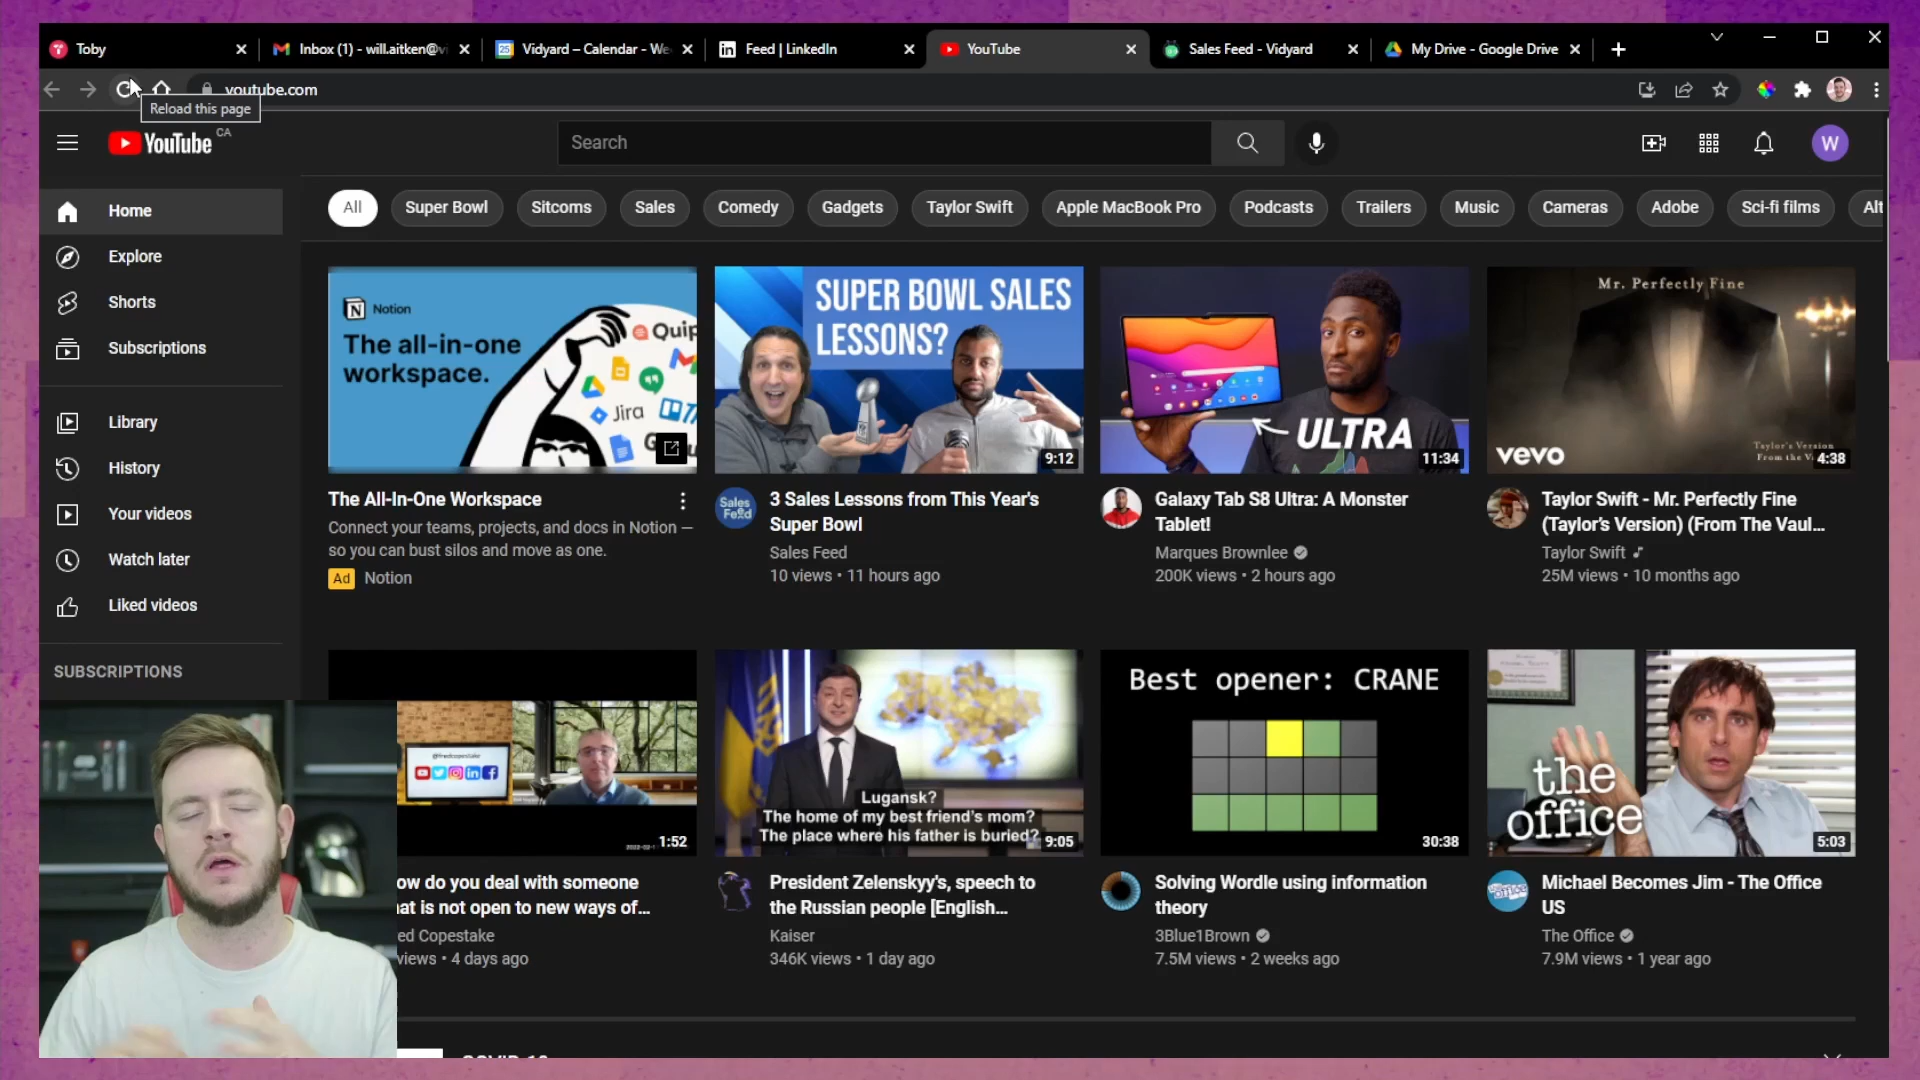 Toby
Inbox (1) - will.aitken@vi
Vidyard – Calendar - We
Feed | LinkedIn
YouTube
Sales Feed - Vidyard
My Drive - Google Drive
youtube.com
Reload this page
YouTube CA
Search
W
Home
Explore
Shorts
Subscriptions
Library
History
Your videos
Watch later
Liked videos
SUBSCRIPTIONS
All
Super Bowl
Sitcoms
Sales
Comedy
Gadgets
Taylor Swift
Apple MacBook Pro
Podcasts
Trailers
Music
Cameras
Adobe
Sci-fi films
Alt
Notion
The all-in-one
workspace.
Quip
Jira
The All-In-One Workspace
Connect your teams, projects, and docs in Notion —
so you can bust silos and move as one.
Ad Notion
SUPER BOWL SALES
LESSONS?
9:12
Sales
Feed
3 Sales Lessons from This Year's
Super Bowl
Sales Feed
10 views • 11 hours ago
ULTRA
11:34
Galaxy Tab S8 Ultra: A Monster
Tablet!
Marques Brownlee
200K views • 2 hours ago
Mr. Perfectly Fine
vevo
Taylor's Version
From the V
4:38
Taylor Swift - Mr. Perfectly Fine
(Taylor's Version) (From The Vaul...
Taylor Swift
25M views • 10 months ago
@fredcopestake
1:52
ow do you deal with someone
at is not open to new ways of...
ed Copestake
views • 4 days ago
Lugansk?
The home of my best friend's mom?
The place where his father is buried?
9:05
President Zelenskyy's, speech to
the Russian people [English...
Kaiser
346K views • 1 day ago
Best opener: CRANE
30:38
Solving Wordle using information
theory
3Blue1Brown
7.5M views • 2 weeks ago
the
office
5:03
Michael Becomes Jim - The Office
US
The Office
7.9M views • 1 year ago
COVID-19